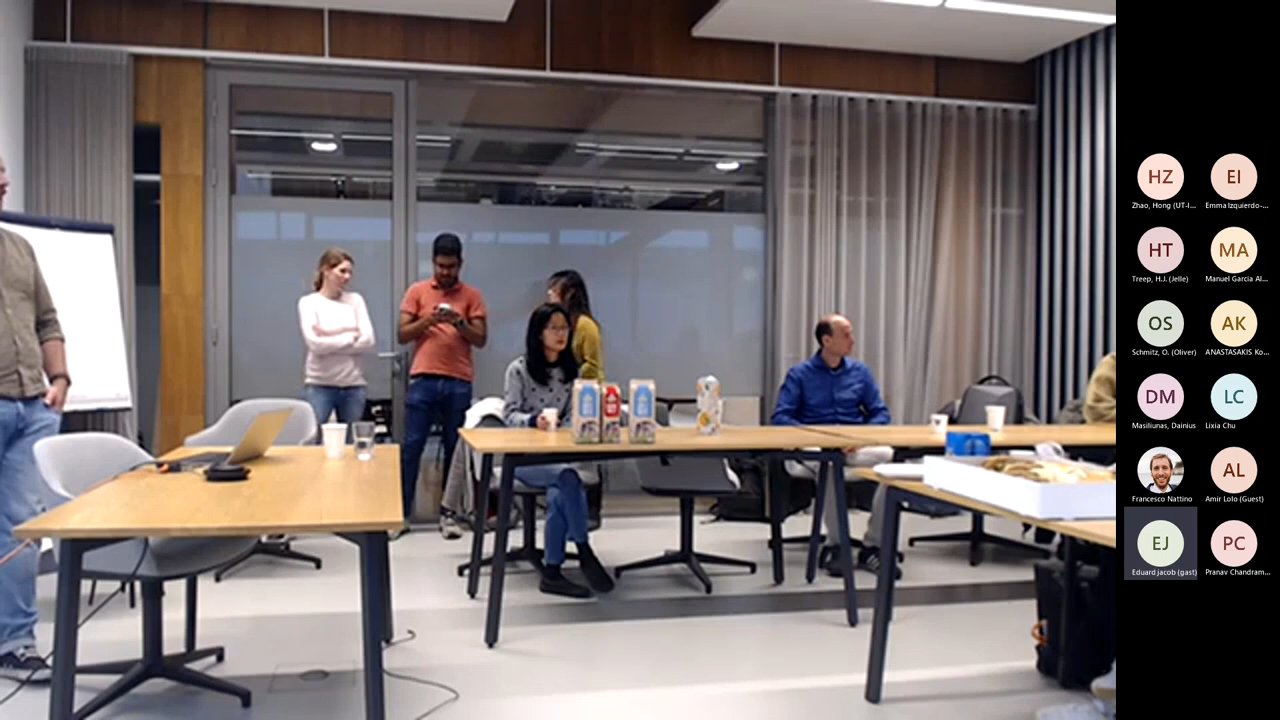 HZ
EI
Zhao, Hong (UT-I...
Emma Izquierdo-...
HT
MA
Treep, H.J. (Jelle)
Manuel Garcia Al...
OS
AK
Schmitz, O. (Oliver)
ANASTASAKIS Ko...
DM
LC
Masiliunas, Dainius
Lixia Chu
AL
Francesco Nattino
Amir Lolo (Guest)
EJ
PC
Eduard jacob (gast)
Pranav Chandram...